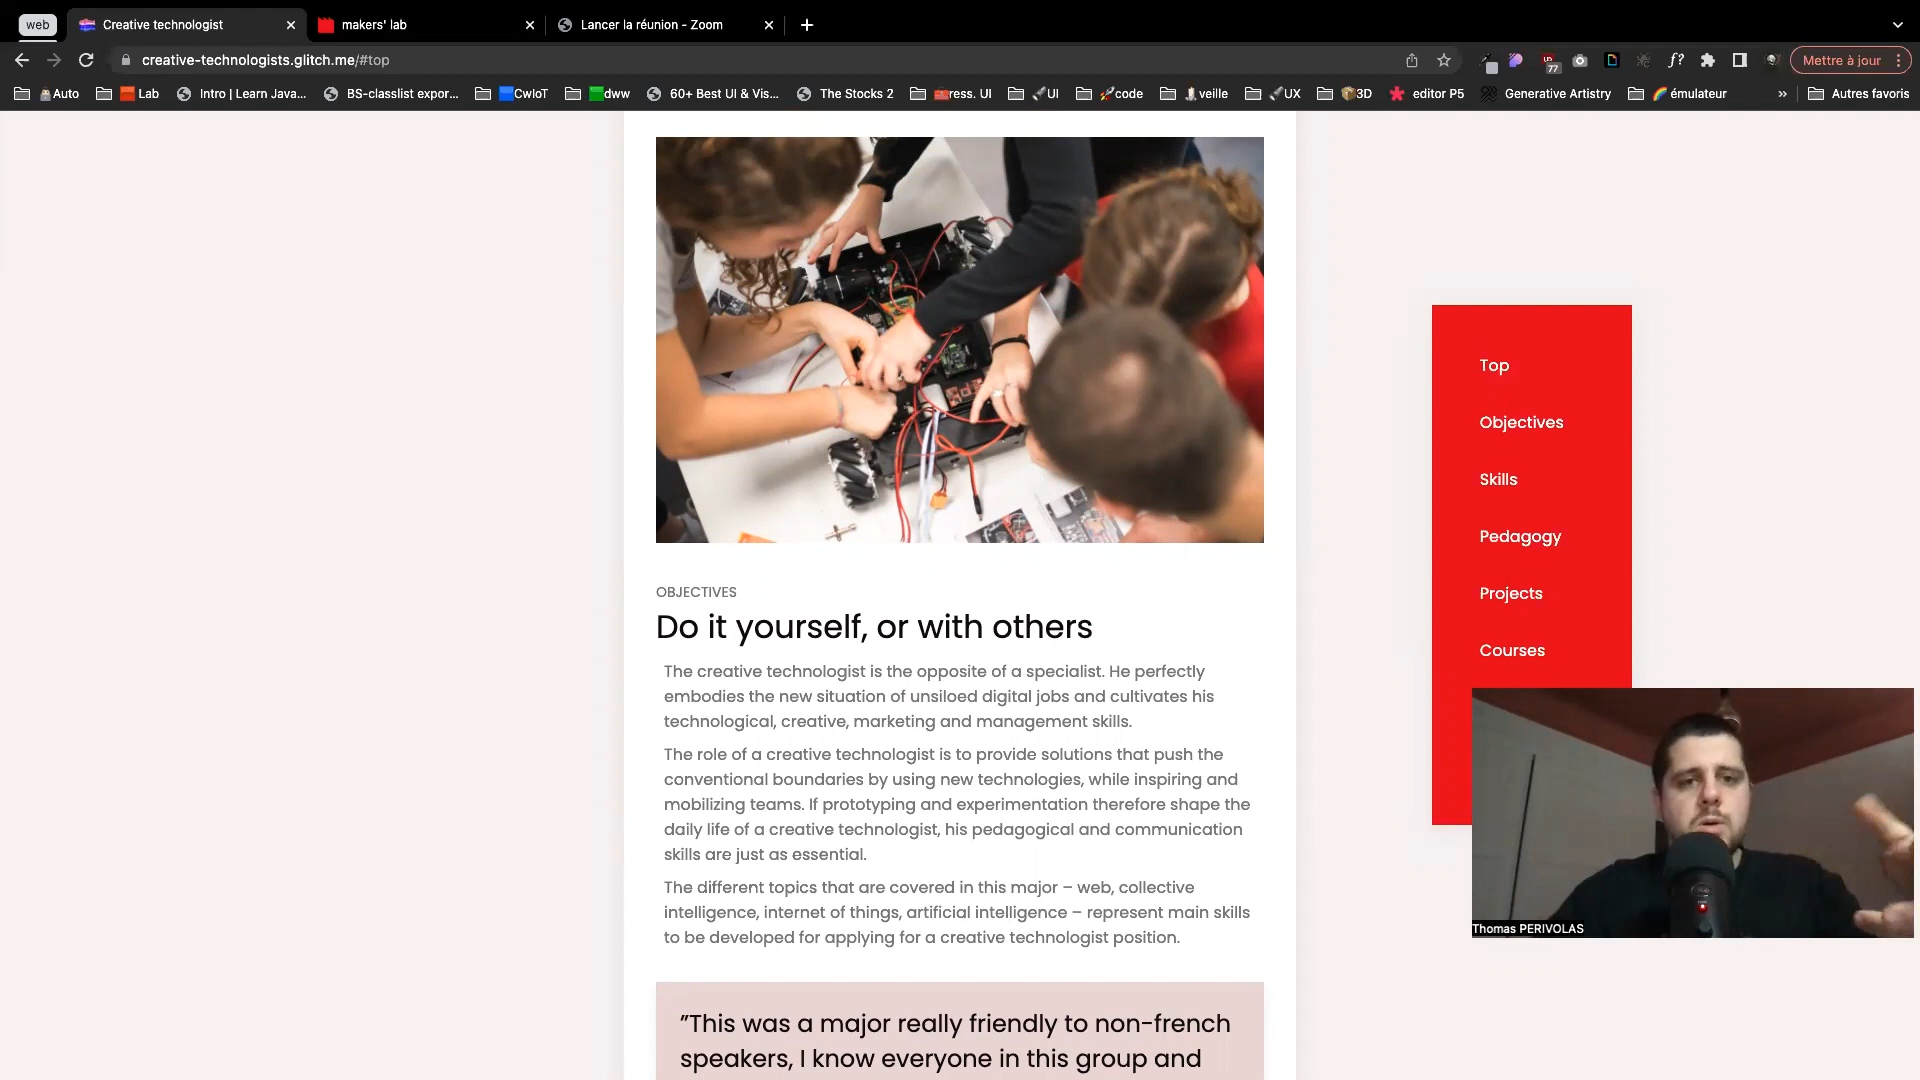 web
Creative technologist
makers' lab
Lancer la réunion - Zoom
creative-technologists.glitch.me/#top
77
f?
Mettre à jour
Auto
Lab
Intro | Learn Java...
BS-classlist expor...
CwIoT
dww
60+ Best UI & Vis...
The Stocks 2
ress. UI
UI
code
veille
UX
3D
editor P5
Generative Artistry
émulateur
»
Autres favoris
OBJECTIVES
Do it yourself, or with others
The creative technologist is the opposite of a specialist. He perfectly
embodies the new situation of unsiloed digital jobs and cultivates his
technological, creative, marketing and management skills.
The role of a creative technologist is to provide solutions that push the
conventional boundaries by using new technologies, while inspiring and
mobilizing teams. If prototyping and experimentation therefore shape the
daily life of a creative technologist, his pedagogical and communication
skills are just as essential.
The different topics that are covered in this major – web, collective
intelligence, internet of things, artificial intelligence – represent main skills
to be developed for applying for a creative technologist position.
”This was a major really friendly to non-french
speakers, I know everyone in this group and
Top
Objectives
Skills
Pedagogy
Projects
Courses
Thomas PERIVOLAS